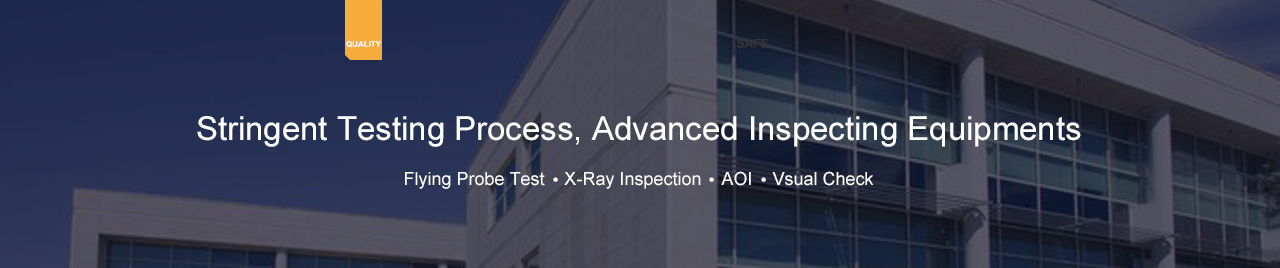 QUALITY
SAFE
Stringent Testing Process, Advanced Inspecting Equipments
Flying Probe Test • X-Ray Inspection • AOI • Vsual Check